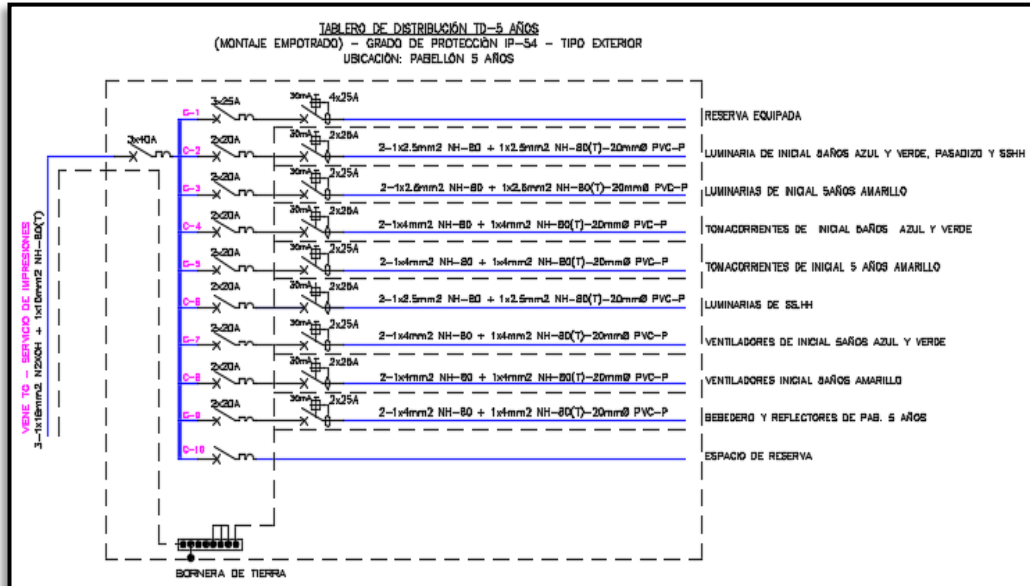 TABLERO DE DISTRIBUCIÓN TD-5 AÑOS
(MONTAJE EMPOTRADO) - GRADO DE PROTECCIÓN IP-54 - TIPO EXTERIOR
UBICACIÓN: PABELLÓN 5 AÑOS
VIENE TG - SERVICIO DE IMPRESIONES
3-1x16mm2 N2XOH + 1x10mm2 NH-80(T)
3x40A
C-1 3x25A 30mA 4x25A RESERVA EQUIPADA
C-2 2x20A 30mA 2x25A 2-1x2.5mm2 NH-80 + 1x2.5mm2 NH-80(T)-20mmØ PVC-P LUMINARIA DE INICIAL 5AÑOS AZUL Y VERDE, PASADIZO Y SSHH
C-3 2x20A 30mA 2x25A 2-1x2.5mm2 NH-80 + 1x2.5mm2 NH-80(T)-20mmØ PVC-P LUMINARIAS DE INICIAL 5AÑOS AMARILLO
C-4 2x20A 30mA 2x25A 2-1x4mm2 NH-80 + 1x4mm2 NH-80(T)-20mmØ PVC-P TOMACORRIENTES DE INICIAL 5AÑOS AZUL Y VERDE
C-5 2x20A 30mA 2x25A 2-1x4mm2 NH-80 + 1x4mm2 NH-80(T)-20mmØ PVC-P TOMACORRIENTES DE INICIAL 5 AÑOS AMARILLO
C-6 2x20A 30mA 2x25A 2-1x2.5mm2 NH-80 + 1x2.5mm2 NH-80(T)-20mmØ PVC-P LUMINARIAS DE SS.HH
C-7 2x20A 30mA 2x25A 2-1x4mm2 NH-80 + 1x4mm2 NH-80(T)-20mmØ PVC-P VENTILADORES DE INICIAL 5AÑOS AZUL Y VERDE
C-8 2x20A 30mA 2x25A 2-1x4mm2 NH-80 + 1x4mm2 NH-80(T)-20mmØ PVC-P VENTILADORES INICIAL 5AÑOS AMARILLO
C-9 2x20A 30mA 2x25A 2-1x4mm2 NH-80 + 1x4mm2 NH-80(T)-20mmØ PVC-P BEBEDERO Y REFLECTORES DE PAB. 5 AÑOS
C-10 ESPACIO DE RESERVA
BORNERA DE TIERRA